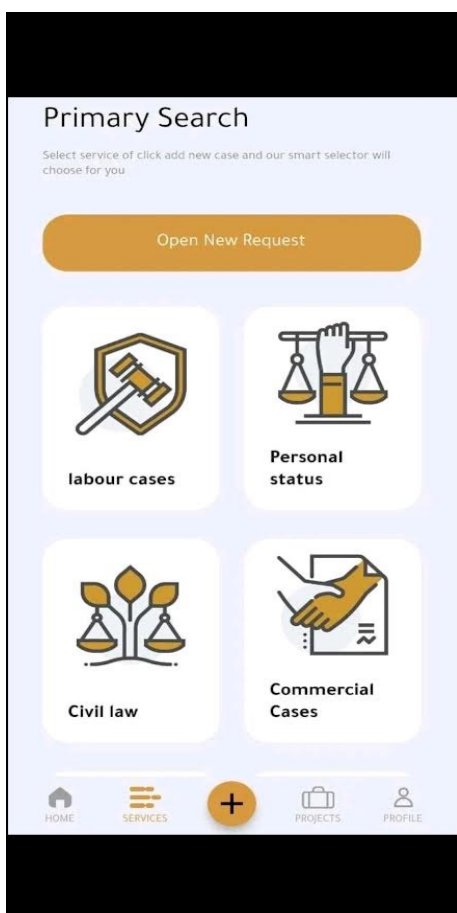 Primary Search
Select service of click add new case and our smart selector will
choose for you
Open New Request
labour cases
Personal
status
Civil law
Commercial
Cases
HOME
SERVICES
PROJECTS
PROFILE